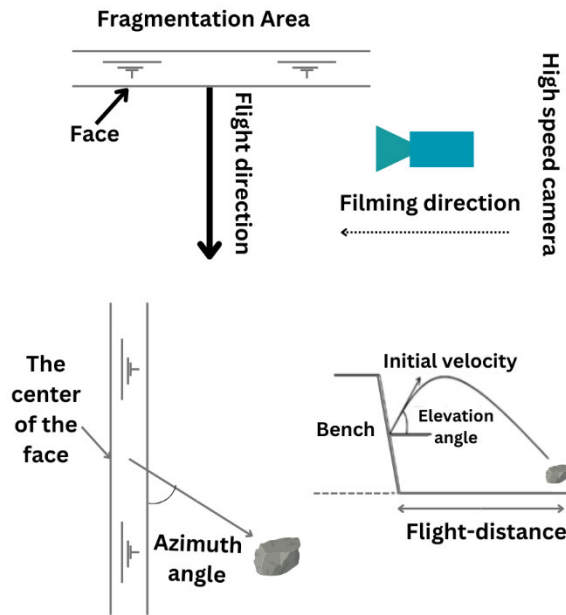 Fragmentation Area
Face
Flight direction
High speed camera
Filming direction
The
center
of the
face
Azimuth
angle
Initial velocity
Elevation
angle
Bench
Flight-distance